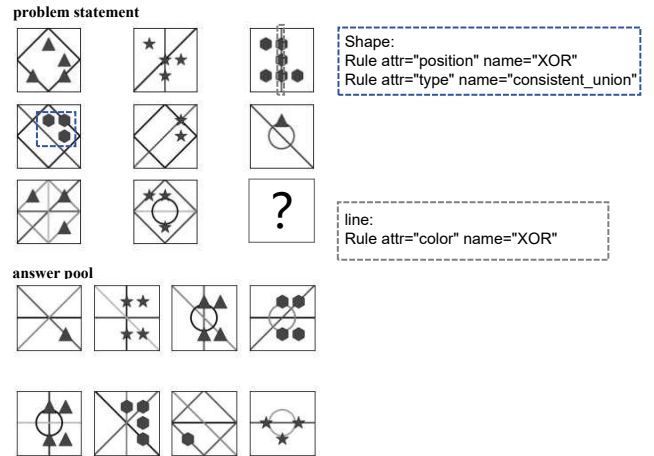 problem statement
Shape:
Rule attr="position" name="XOR"
Rule attr="type" name="consistent_union"
?
line:
Rule attr="color" name="XOR"
answer pool